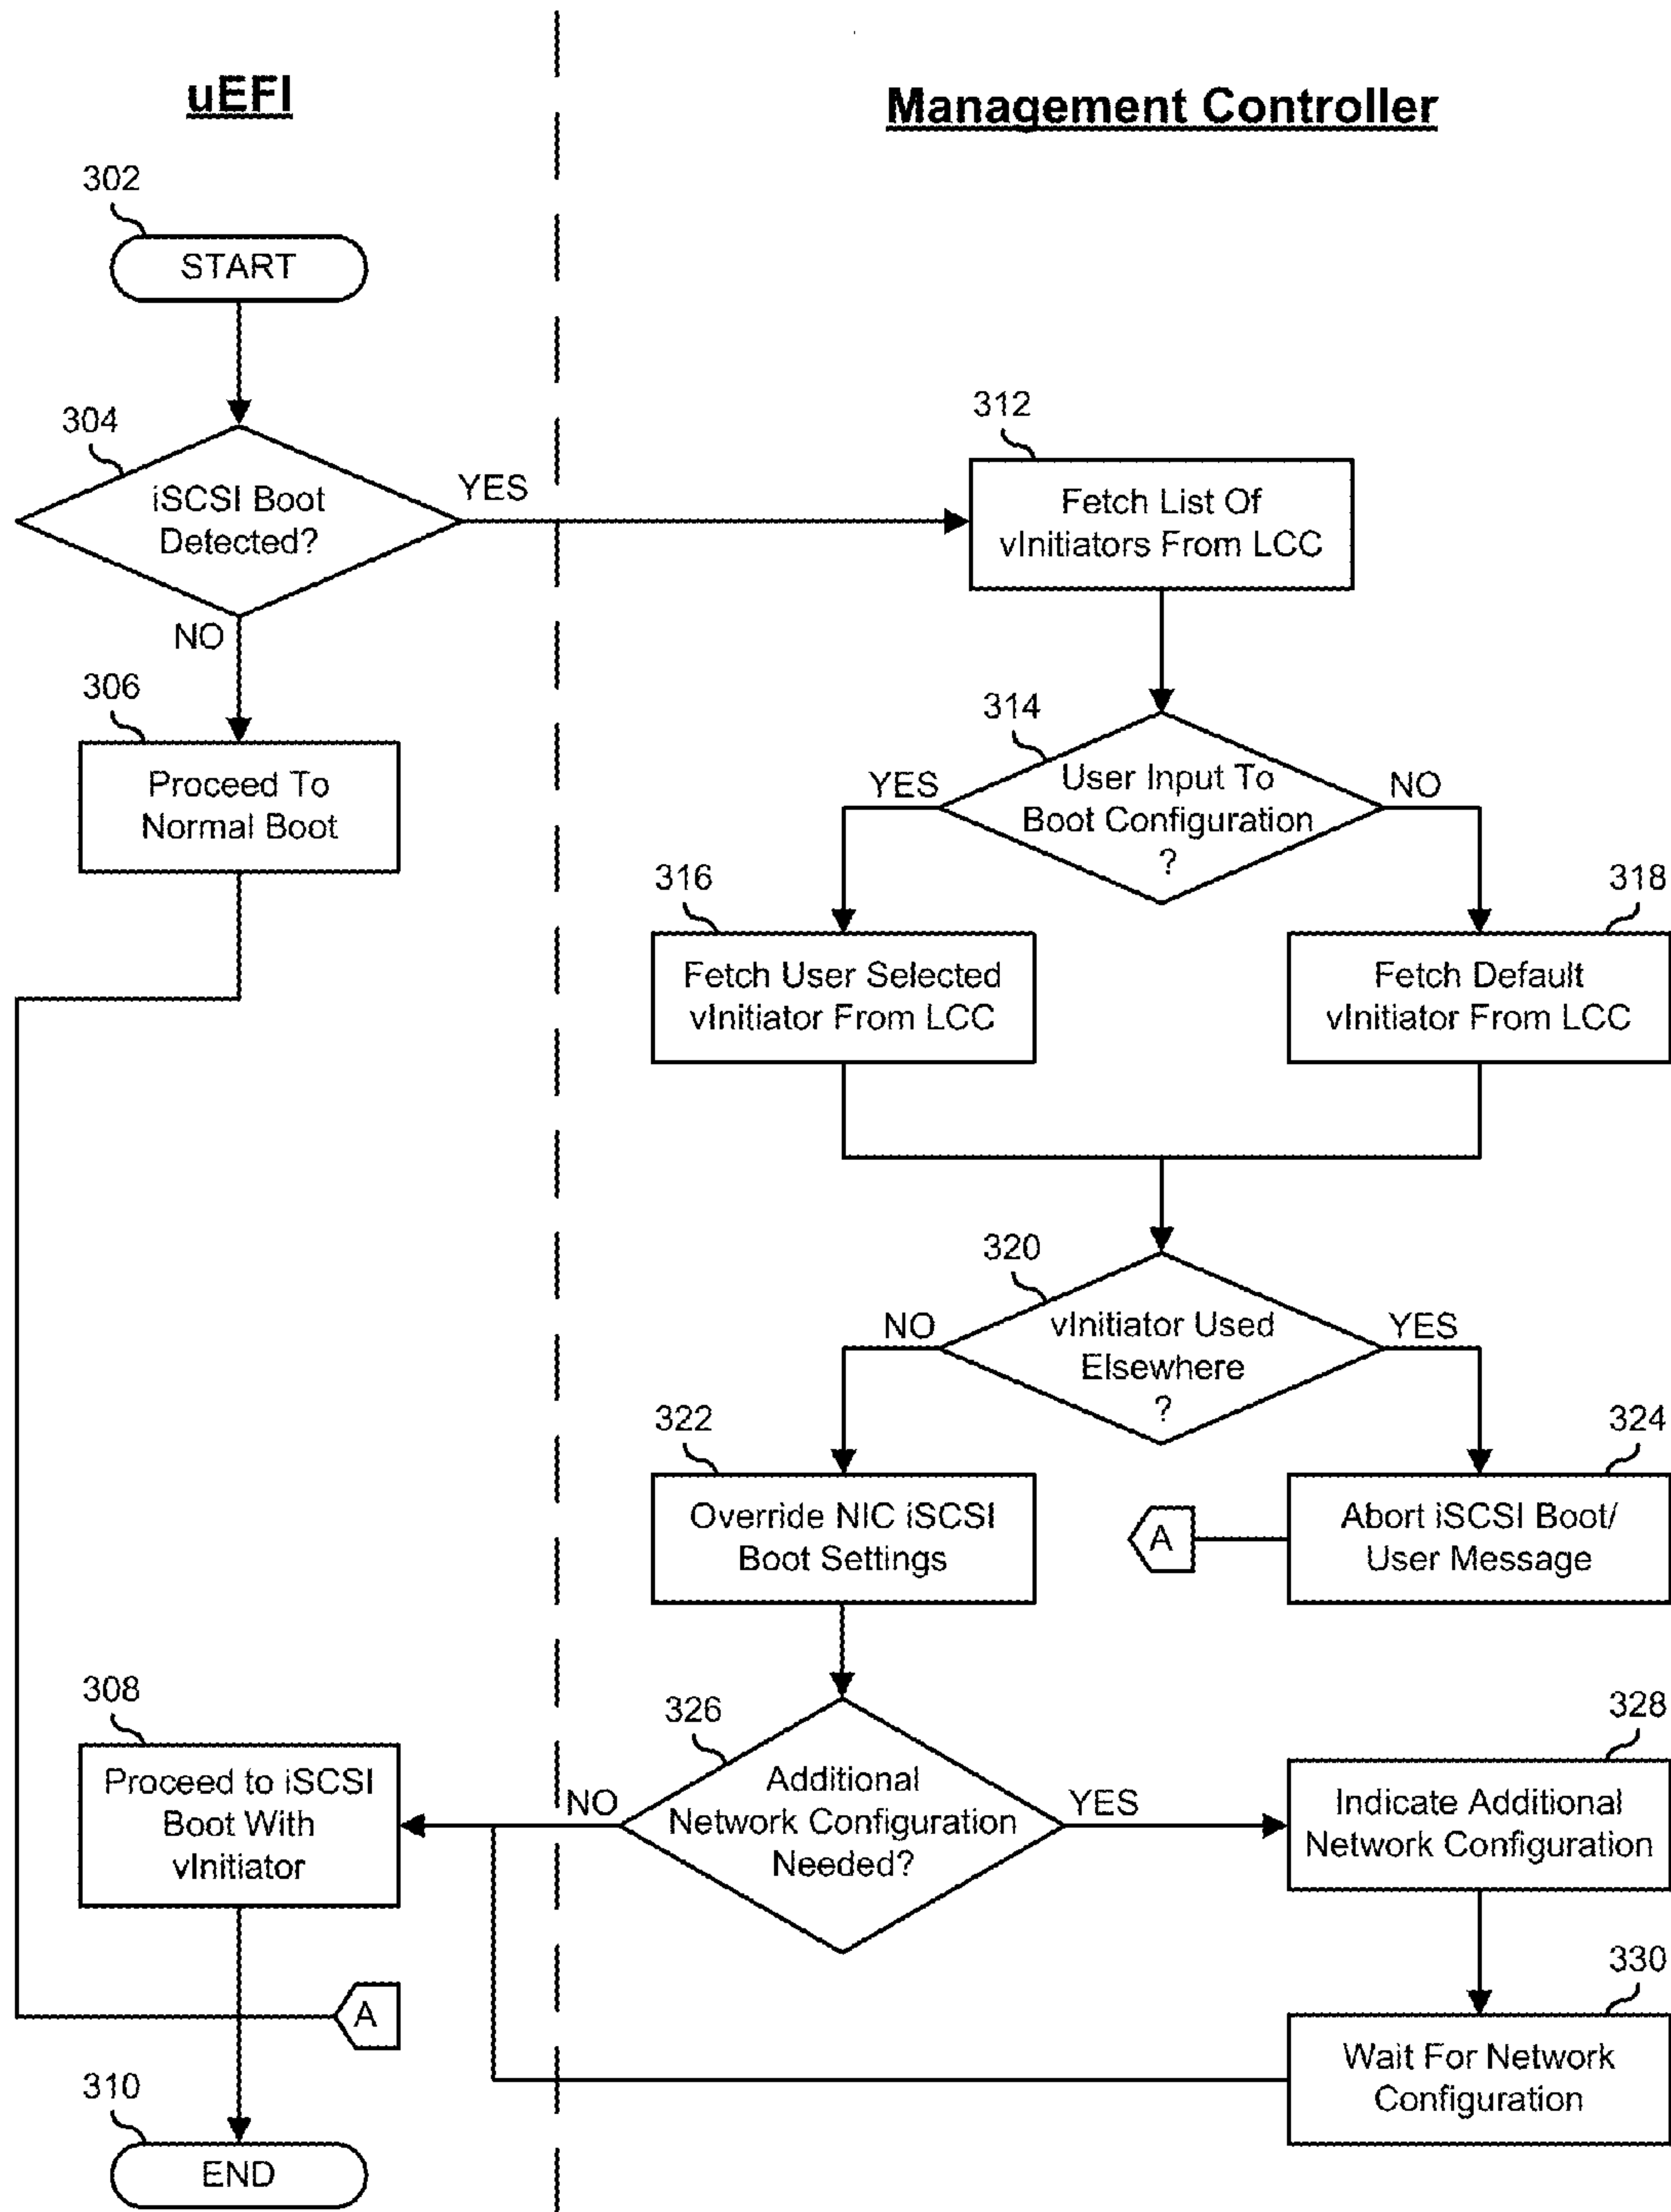 uEFI
Management Controller
302
START
304
iSCSI Boot
Detected?
YES
NO
306
Proceed To
Normal Boot
312
Fetch List Of
vInitiators From LCC
314
User Input To
Boot Configuration
?
YES
NO
316
Fetch User Selected
vInitiator From LCC
318
Fetch Default
vInitiator From LCC
320
vInitiator Used
Elsewhere
?
NO
YES
322
Override NIC iSCSI
Boot Settings
324
Abort iSCSI Boot/
User Message
A
326
Additional
Network Configuration
Needed?
NO
YES
308
Proceed to iSCSI
Boot With
vInitiator
328
Indicate Additional
Network Configuration
330
Wait For Network
Configuration
A
310
END